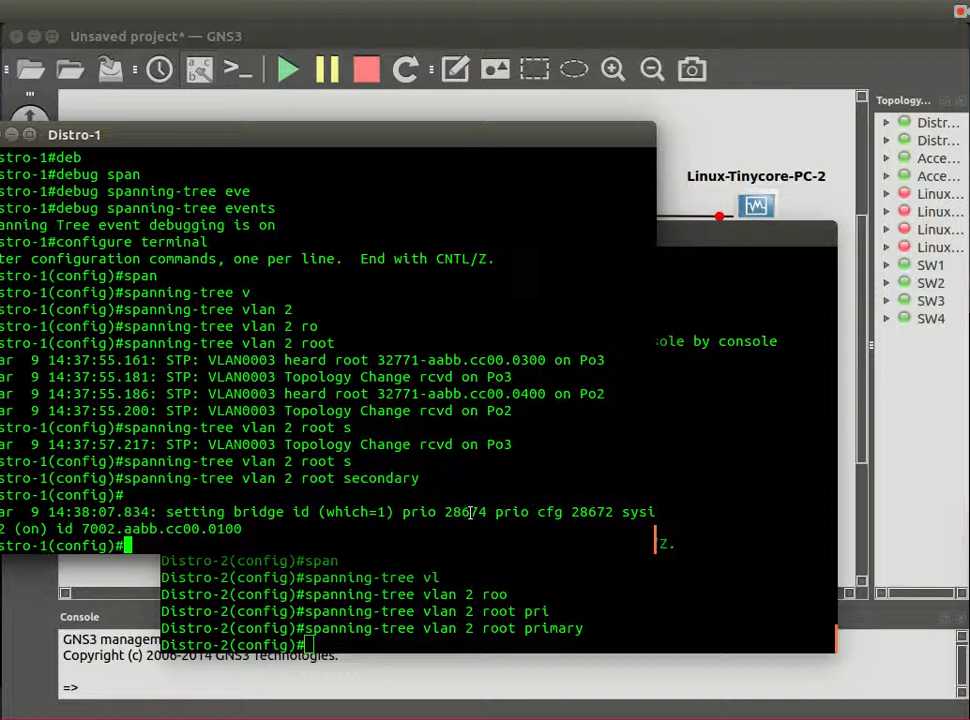 Unsaved project* — GNS3
Topology...
Distro-1
Distr...
Distr...
Acce...
Acce...
Linux...
Linux...
Linux...
Linux...
SW1
SW2
SW3
SW4
Linux-Tinycore-PC-2
stro-1#deb
stro-1#debug span
stro-1#debug spanning-tree eve
stro-1#debug spanning-tree events
anning Tree event debugging is on
stro-1#configure terminal
ter configuration commands, one per line.  End with CNTL/Z.
stro-1(config)#span
stro-1(config)#spanning-tree v
stro-1(config)#spanning-tree vlan 2
stro-1(config)#spanning-tree vlan 2 ro
stro-1(config)#spanning-tree vlan 2 root
ar  9 14:37:55.161: STP: VLAN0003 heard root 32771-aabb.cc00.0300 on Po3
ar  9 14:37:55.181: STP: VLAN0003 Topology Change rcvd on Po3
ar  9 14:37:55.186: STP: VLAN0003 heard root 32771-aabb.cc00.0400 on Po2
ar  9 14:37:55.200: STP: VLAN0003 Topology Change rcvd on Po2
stro-1(config)#spanning-tree vlan 2 root s
ar  9 14:37:57.217: STP: VLAN0003 Topology Change rcvd on Po3
stro-1(config)#spanning-tree vlan 2 root s
stro-1(config)#spanning-tree vlan 2 root secondary
stro-1(config)#
ar  9 14:38:07.834: setting bridge id (which=1) prio 28674 prio cfg 28672 sysi
2 (on) id 7002.aabb.cc00.0100
stro-1(config)#
sole by console
/Z.
Distro-2(config)#span
Distro-2(config)#spanning-tree vl
Distro-2(config)#spanning-tree vlan 2 roo
Distro-2(config)#spanning-tree vlan 2 root pri
Distro-2(config)#spanning-tree vlan 2 root primary
Distro-2(config)#
Console
GNS3 managem
Copyright (c) 2006-2014 GNS3 Technologies.
=>